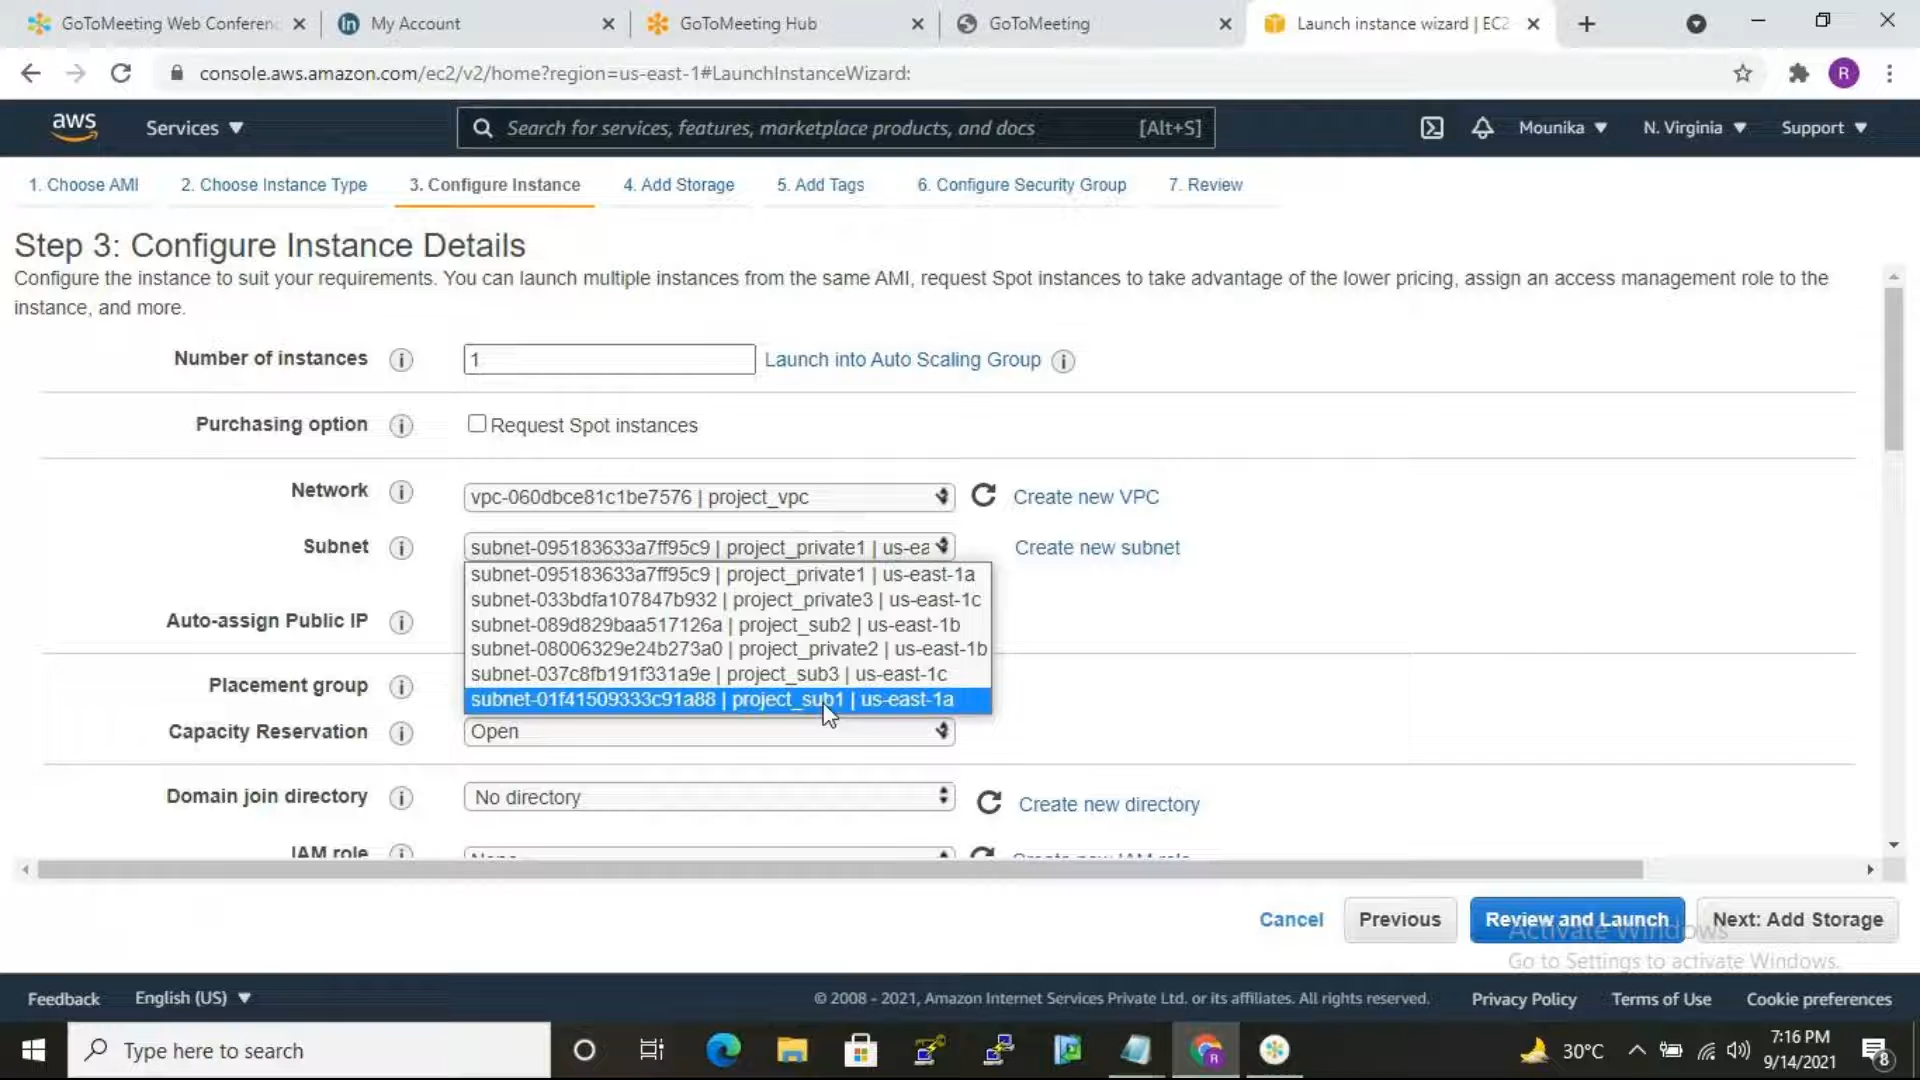 GoToMeeting Web Conferenc
My Account
GoToMeeting Hub
GoToMeeting
Launch instance wizard | EC2
console.aws.amazon.com/ec2/v2/home?region=us-east-1#LaunchInstanceWizard:
R
aws
Services
Search for services, features, marketplace products, and docs
[Alt+S]
Mounika
N. Virginia
Support
1. Choose AMI
2. Choose Instance Type
3. Configure Instance
4. Add Storage
5. Add Tags
6. Configure Security Group
7. Review
Step 3: Configure Instance Details
Configure the instance to suit your requirements. You can launch multiple instances from the same AMI, request Spot instances to take advantage of the lower pricing, assign an access management role to the
instance, and more.
Number of instances
1
Launch into Auto Scaling Group
Purchasing option
Request Spot instances
Network
vpc-060dbce81c1be7576 | project_vpc
Create new VPC
Subnet
subnet-095183633a7ff95c9 | project_private1 | us-ea
Create new subnet
subnet-095183633a7ff95c9 | project_private1 | us-east-1a
subnet-033bdfa107847b932 | project_private3 | us-east-1c
Auto-assign Public IP
subnet-089d829baa517126a | project_sub2 | us-east-1b
subnet-08006329e24b273a0 | project_private2 | us-east-1b
subnet-037c8fb191f331a9e | project_sub3 | us-east-1c
Placement group
subnet-01f41509333c91a88 | project_sub1 | us-east-1a
Capacity Reservation
Open
Domain join directory
No directory
Create new directory
IAM role
None
Create new IAM role
Cancel
Previous
Review and Launch
Next: Add Storage
Activate Windows
Go to Settings to activate Windows.
Feedback
English (US)
© 2008 - 2021, Amazon Internet Services Private Ltd. or its affiliates. All rights reserved.
Privacy Policy
Terms of Use
Cookie preferences
Type here to search
30°C
7:16 PM
9/14/2021
8